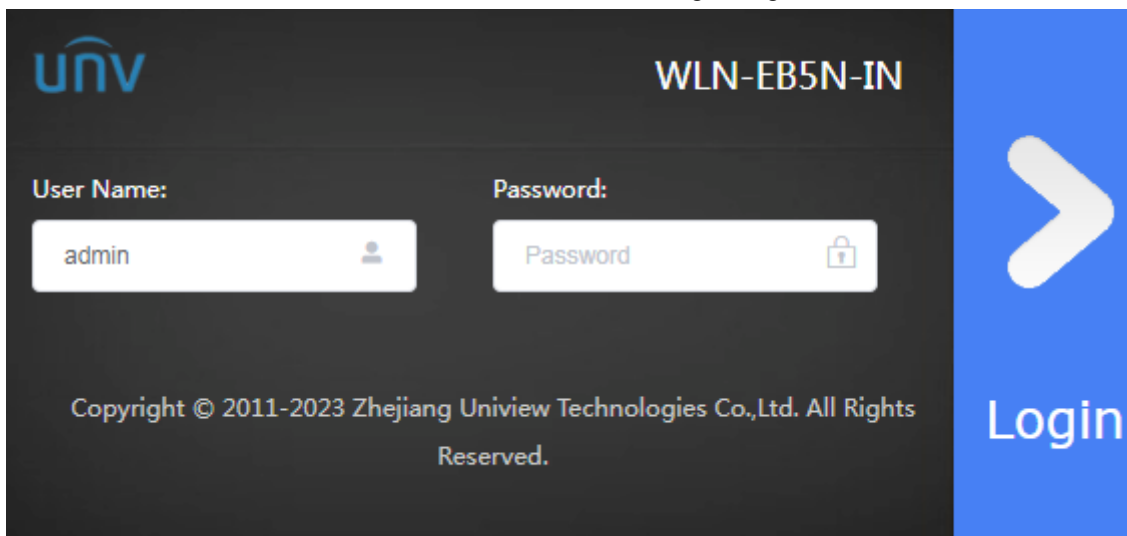 unv
WLN-EB5N-IN
User Name:
Password:
admin
Password
Copyright © 2011-2023 Zhejiang Uniview Technologies Co.,Ltd. All Rights
Reserved.
Login